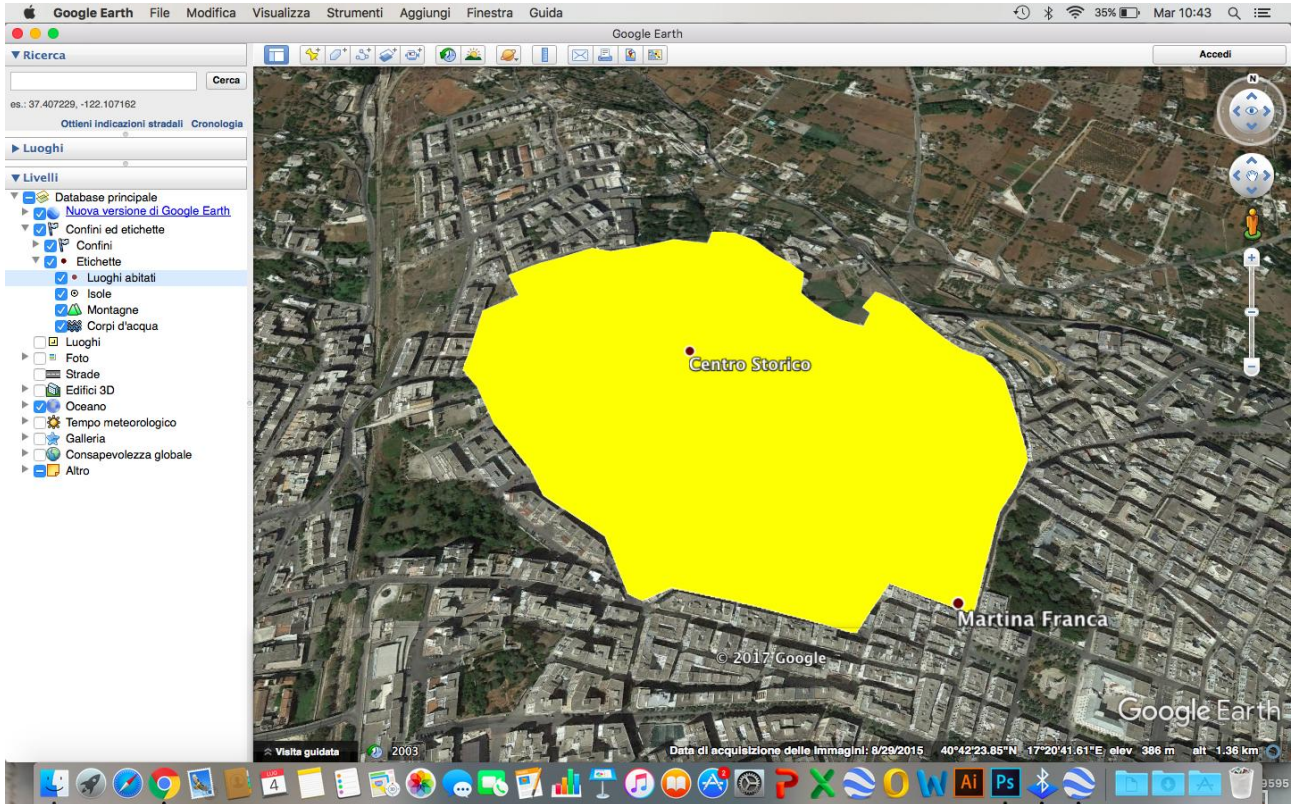 Google Earth File Modifica Visualizza Strumenti Aggiungi Finestra Guida 35% Mar 10:43
Google Earth
Ricerca
Accedi
Cerca
es.: 37.407229, -122.107162
Ottieni indicazioni stradali Cronologia
Luoghi
Livelli
Database principale
Nuova versione di Google Earth
Confini ed etichette
Confini
Etichette
Luoghi abitati
Isole
Montagne
Corpi d'acqua
Luoghi
Foto
Strade
Edifici 3D
Oceano
Tempo meteorologico
Galleria
Consapevolezza globale
Altro
N
Centro Storico
Martina Franca
© 2017 Google
Google Earth
Visita guidata 2003 Data di acquisizione delle immagini: 8/29/2015 40°42'23.85"N 17°20'41.61"E elev 386 m alt 1.36 km
LUG
4
2
P X O W Ai Ps
9595